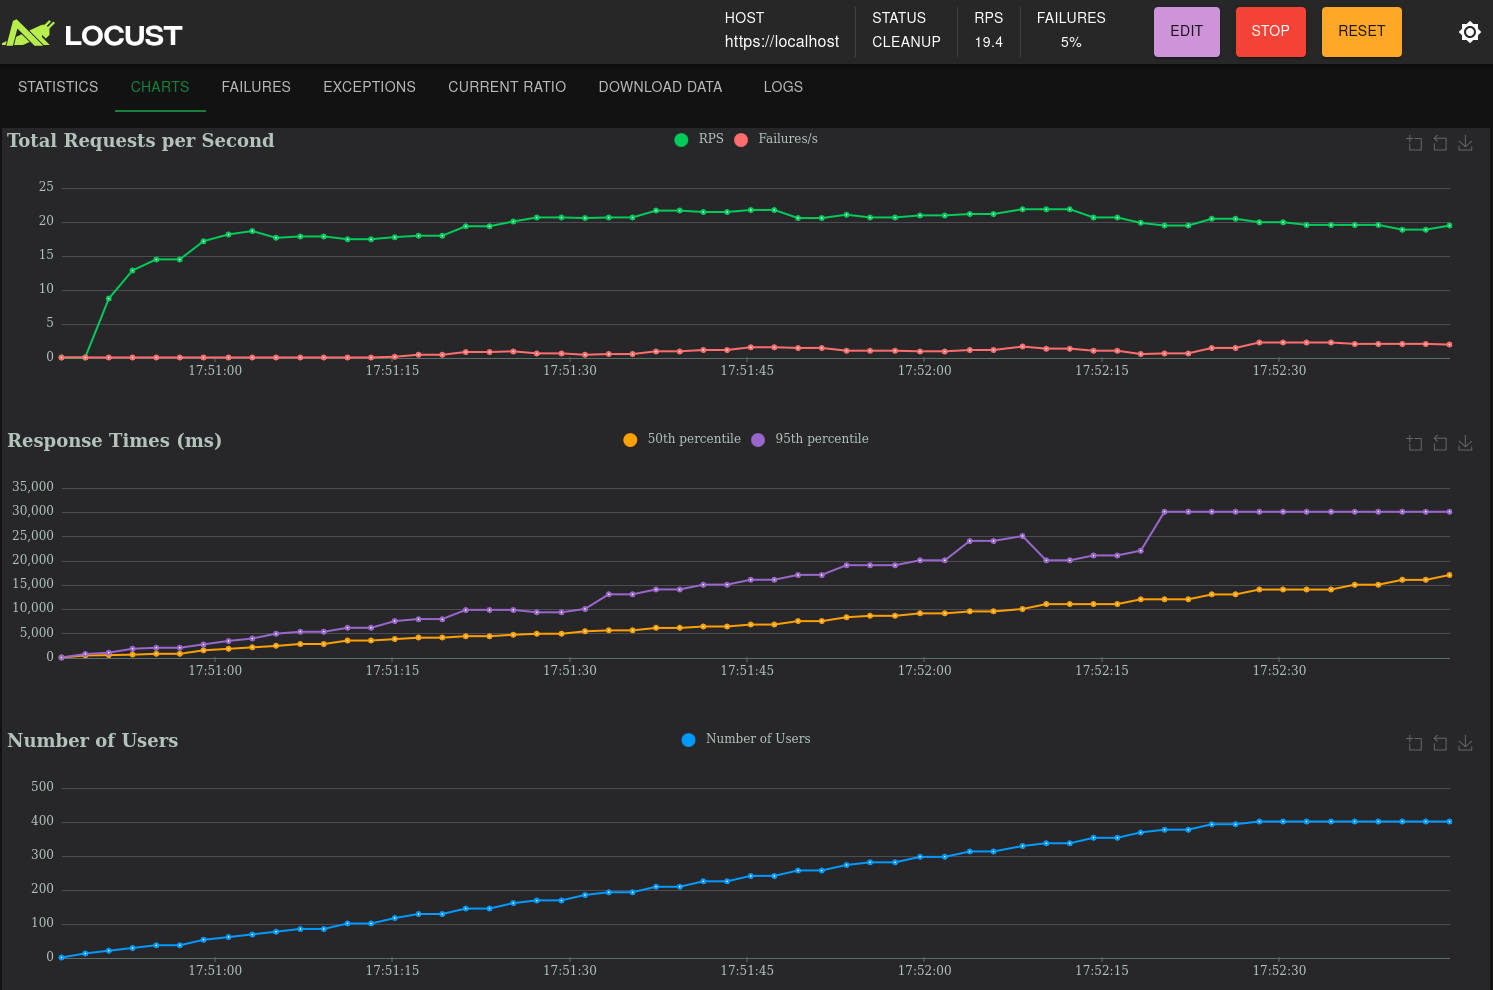 LOCUST
HOST
https://localhost
STATUS
CLEANUP
RPS
19.4
FAILURES
5%
EDIT
STOP
RESET
STATISTICS CHARTS FAILURES EXCEPTIONS CURRENT RATIO DOWNLOAD DATA LOGS
Total Requests per Second
RPS Failures/s
25
20
15
10
5
0
17:51:00 17:51:15 17:51:30 17:51:45 17:52:00 17:52:15 17:52:30
Response Times (ms)
50th percentile 95th percentile
35,000
30,000
25,000
20,000
15,000
10,000
5,000
0
17:51:00 17:51:15 17:51:30 17:51:45 17:52:00 17:52:15 17:52:30
Number of Users
Number of Users
500
400
300
200
100
0
17:51:00 17:51:15 17:51:30 17:51:45 17:52:00 17:52:15 17:52:30